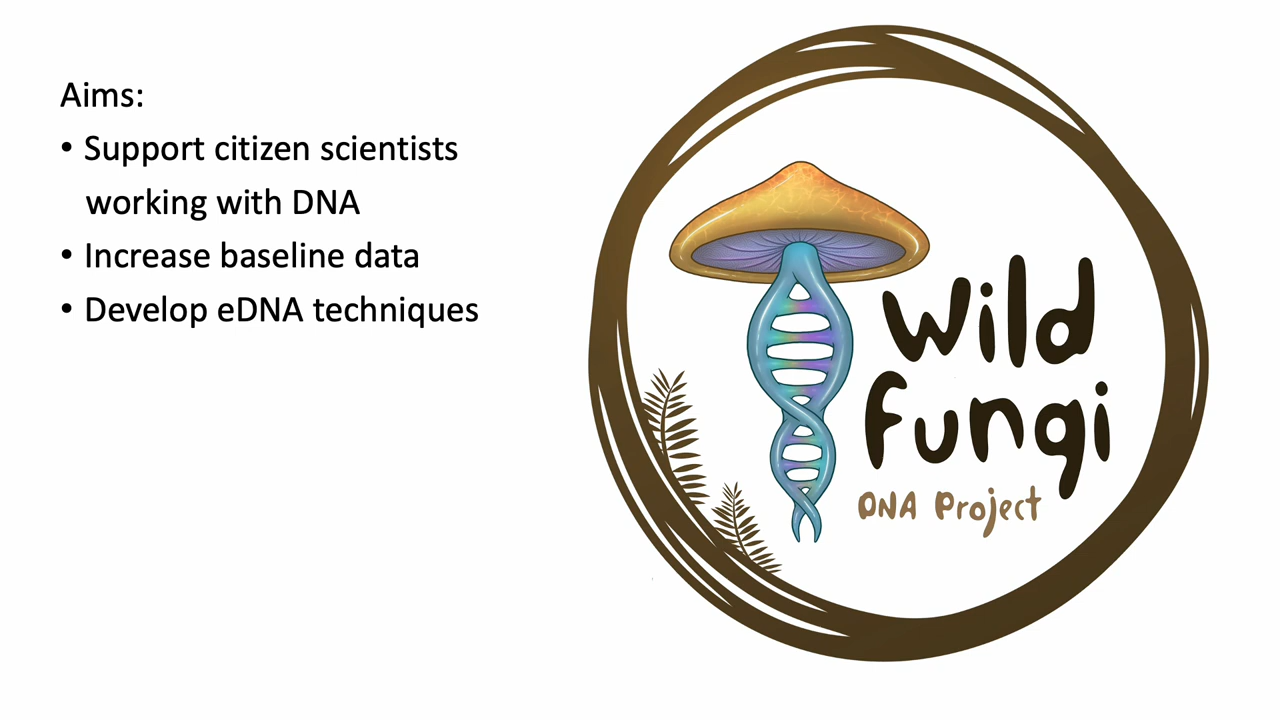 Aims:
• Support citizen scientists
working with DNA
• Increase baseline data
• Develop eDNA techniques
Wild
Fungi
DNA Project